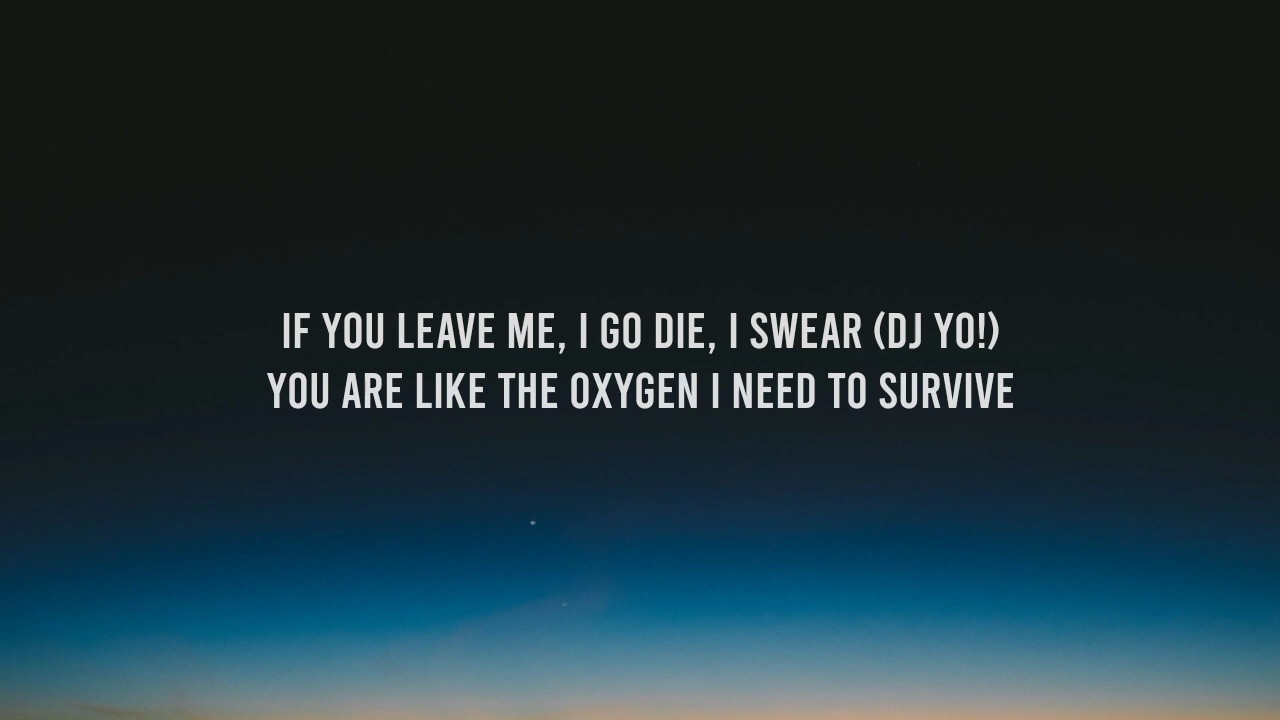 IF YOU LEAVE ME, I GO DIE, I SWEAR (DJ YO!)
YOU ARE LIKE THE OXYGEN I NEED TO SURVIVE